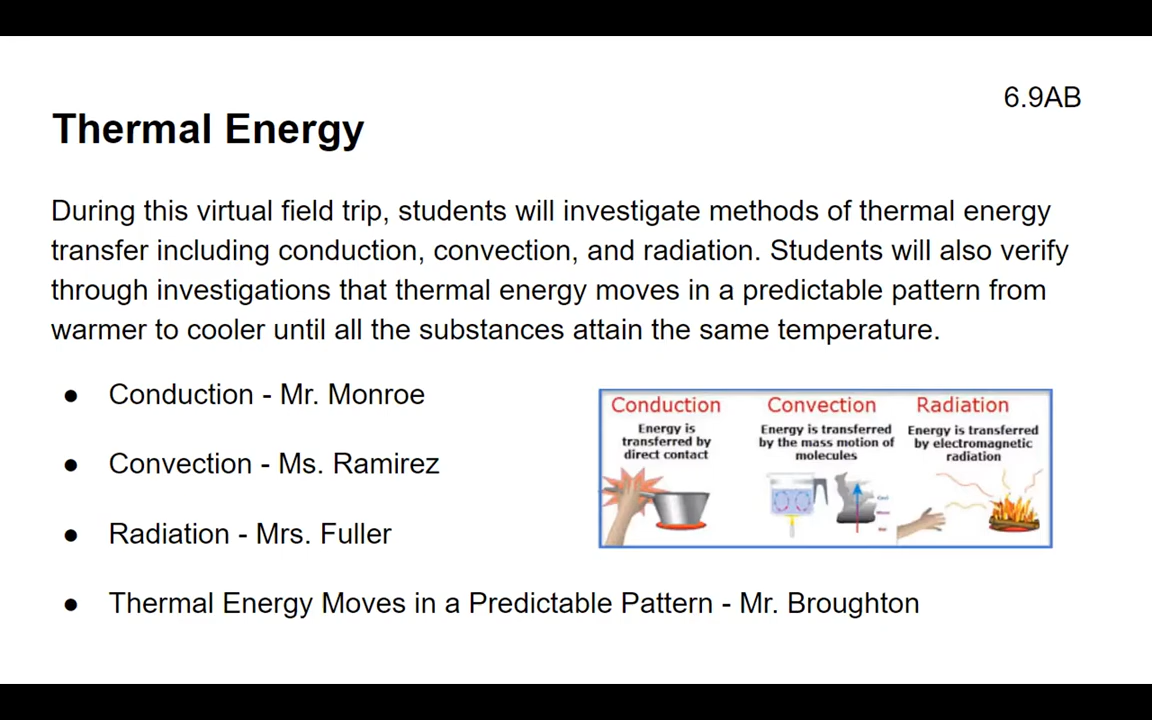 6.9AB
Thermal Energy
During this virtual field trip, students will investigate methods of thermal energy
transfer including conduction, convection, and radiation. Students will also verify
through investigations that thermal energy moves in a predictable pattern from
warmer to cooler until all the substances attain the same temperature.
● Conduction - Mr. Monroe
● Convection - Ms. Ramirez
● Radiation - Mrs. Fuller
● Thermal Energy Moves in a Predictable Pattern - Mr. Broughton
Conduction
Energy is
transferred by
direct contact
Convection
Energy is transferred
by the mass motion of
molecules
Radiation
Energy is transferred
by electromagnetic
radiation